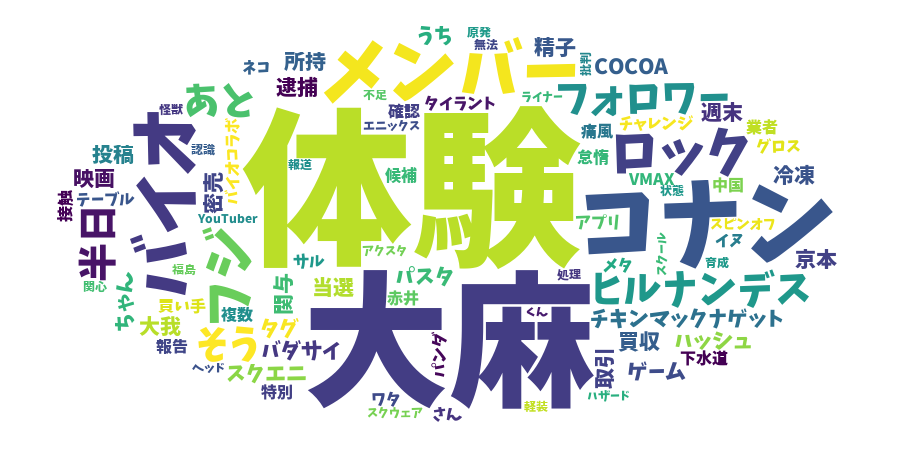 うち
原発
無法
精子
批判
ネコ
所持
メンバー
COCOA
逮捕
不足
怪獣
あと
確認
タイラント
ライナー
フォロワー
週末
エニックス
バイオコラボ
痛風
チャレンジ
業者
認識
投稿
バイオ
体験
怠惰
ロック
グロス
報道
候補
映画
VMAX
中国
冷凍
接触
テーブル
密売
状態
YouTuber
アプリ
コナン
スピンオフ
半日
フジ
アクスタ
スクール
イヌ
京本
サル
メタ
育成
福島
関心
パスタ
処理
ヒルナンデス
ちゃん
関与
当選
赤井
買い手
複数
大麻
くん
チキンマックナゲット
大我
タグ
そう
報告
バダサイ
パンダ
買収
ハッシュ
取引
下水道
ヘッド
スクエニ
ゲーム
特別
ワタ
ハザード
スクウェア
さん
軽装